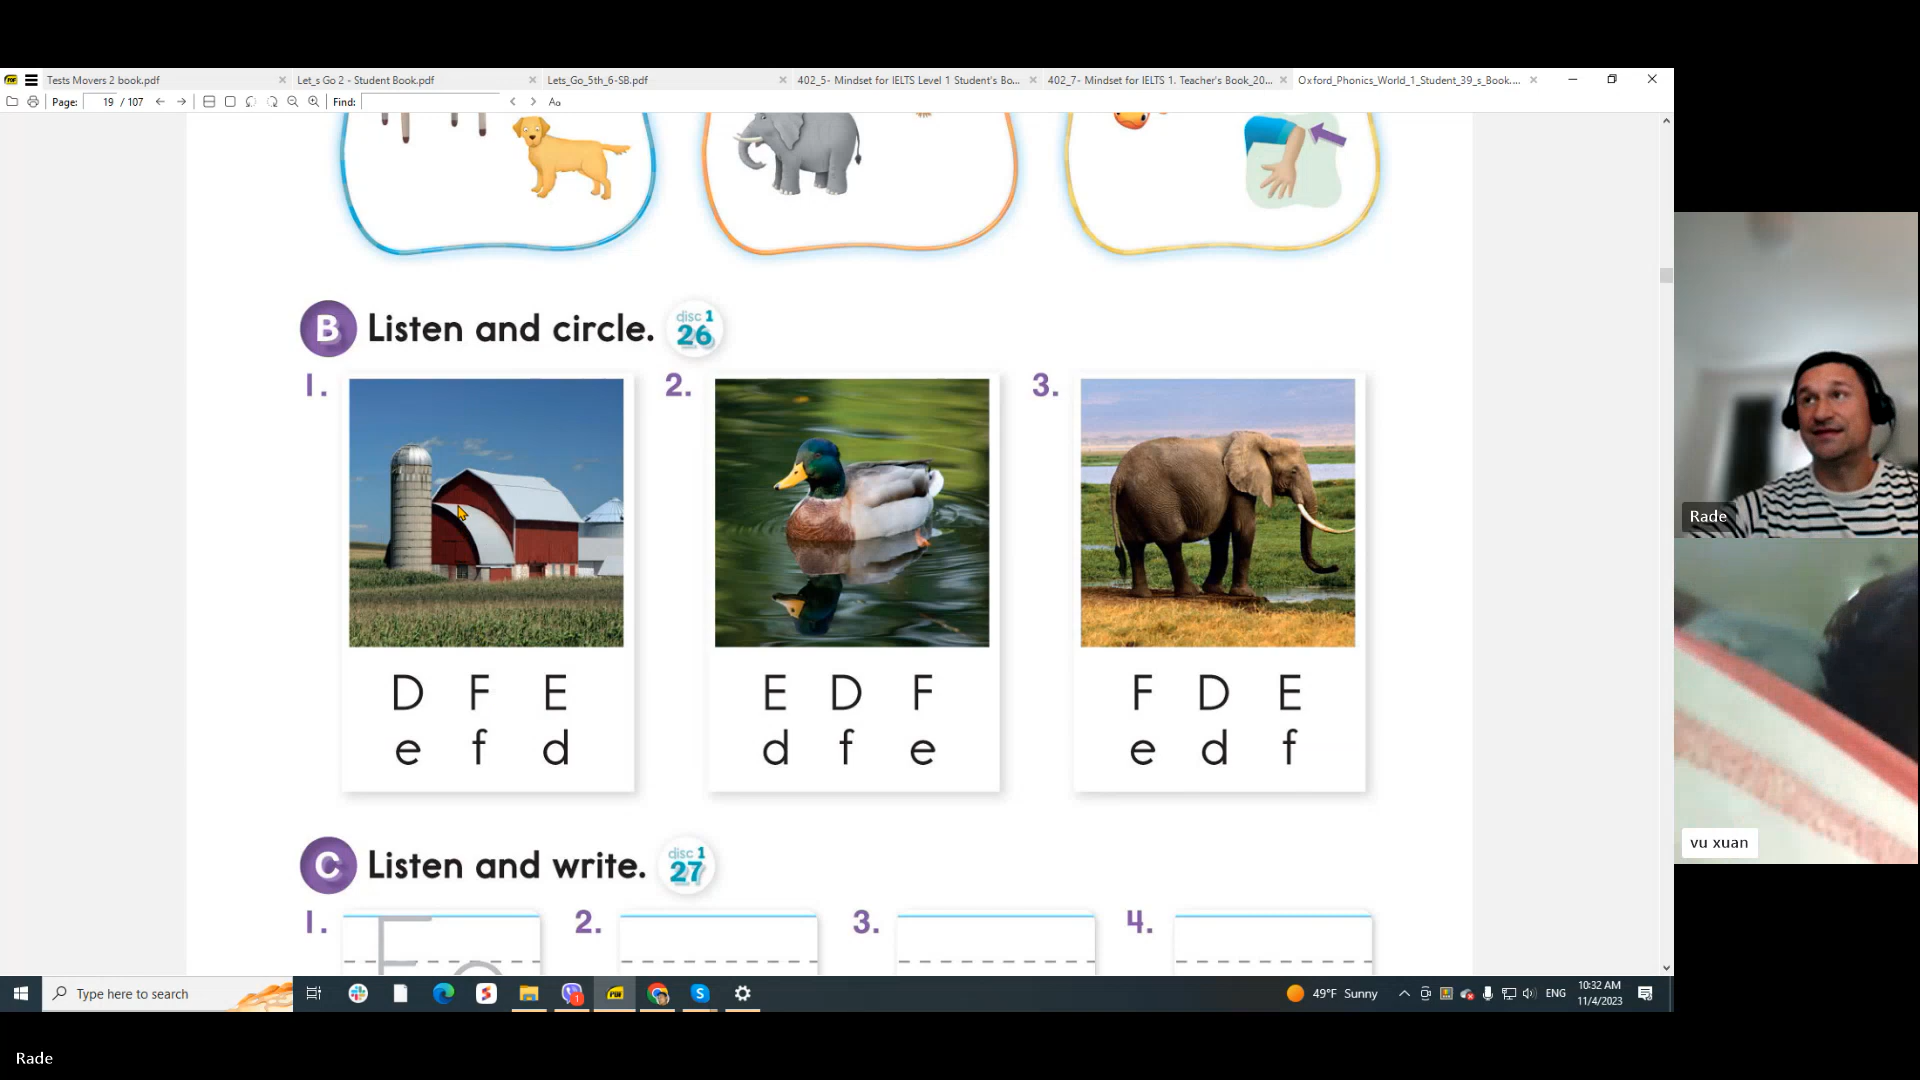 Tests Movers 2 book.pdf
Let_s Go 2 - Student Book.pdf
Lets_Go_5th_6-SB.pdf
402_5- Mindset for IELTS Level 1 Student's Bo...
402_7- Mindset for IELTS 1. Teacher's Book_20...
Oxford_Phonics_World_1_Student_39_s_Book....
Page: 19 / 107
Find:
Aa
B Listen and circle. disc 1 26
1. 2. 3.
D F E
e f d
E D F
d f e
F D E
e d f
C Listen and write. disc 1 27
1. 2. 3. 4.
Rade
vu xuan
Type here to search
49°F Sunny
ENG
10:32 AM
11/4/2023
Rade